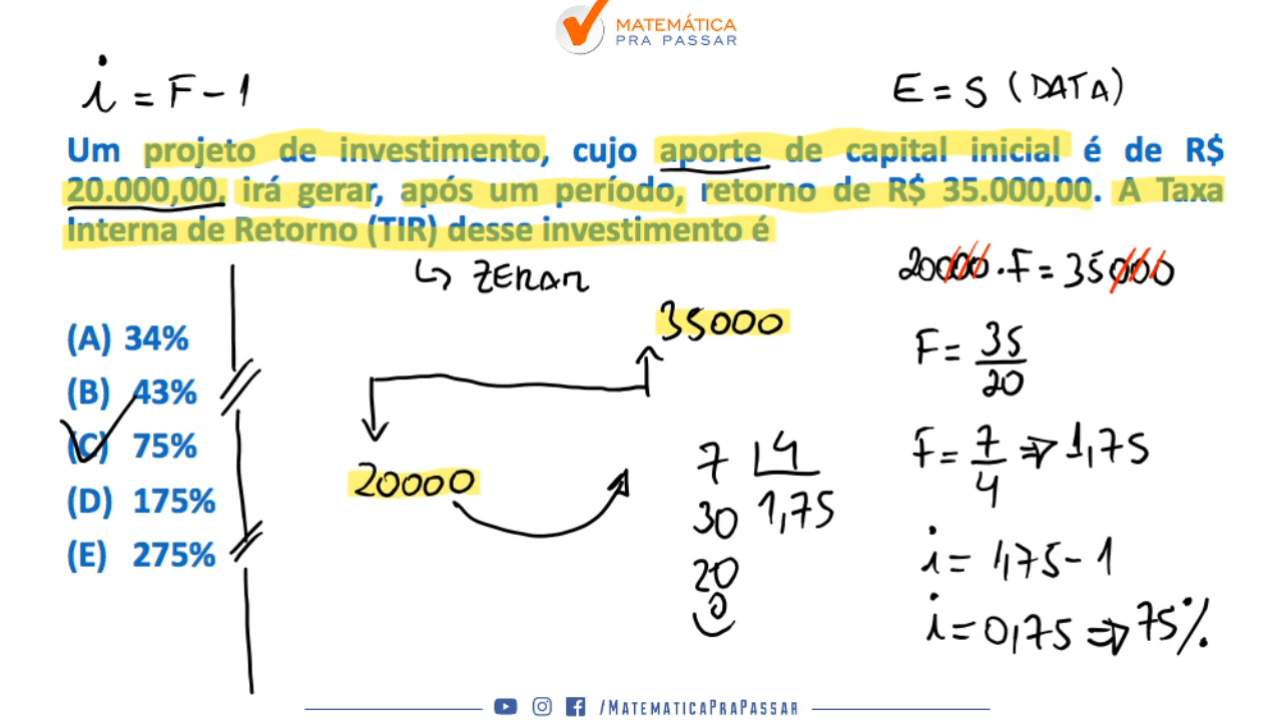 MATEMÁTICA
PRA PASSAR
i = F - 1
E = S (DATA)
Um projeto de investimento, cujo aporte de capital inicial é de R$
20.000,00, irá gerar, após um período, retorno de R$ 35.000,00. A Taxa
Interna de Retorno (TIR) desse investimento é
↳ ZERAR
20000 . F = 35000
(A) 34%
(B) 43%
(C) 75%
(D) 175%
(E) 275%
35000
20000
7 4
30 1,75
20
0
F = 35
20
F = 7 ⇒ 1,75
4
i = 1,75 - 1
i = 0,75 ⇒ 75%
/MatematicaPraPassar